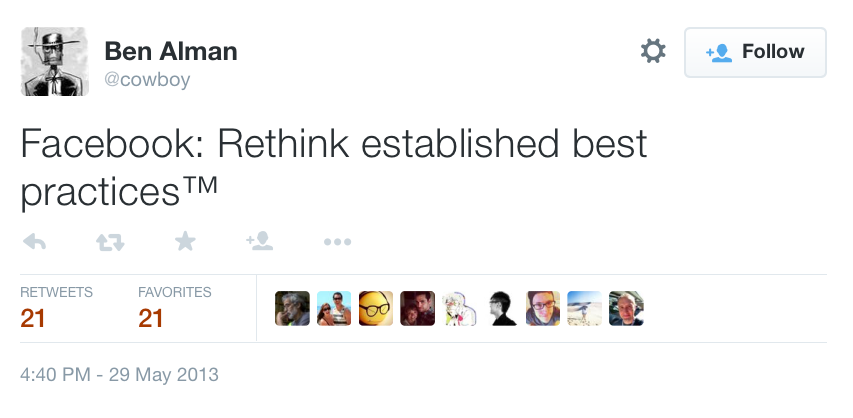 Ben Alman
@cowboy
Follow
Facebook: Rethink established best
practices™
RETWEETS
21
FAVORITES
21
4:40 PM - 29 May 2013